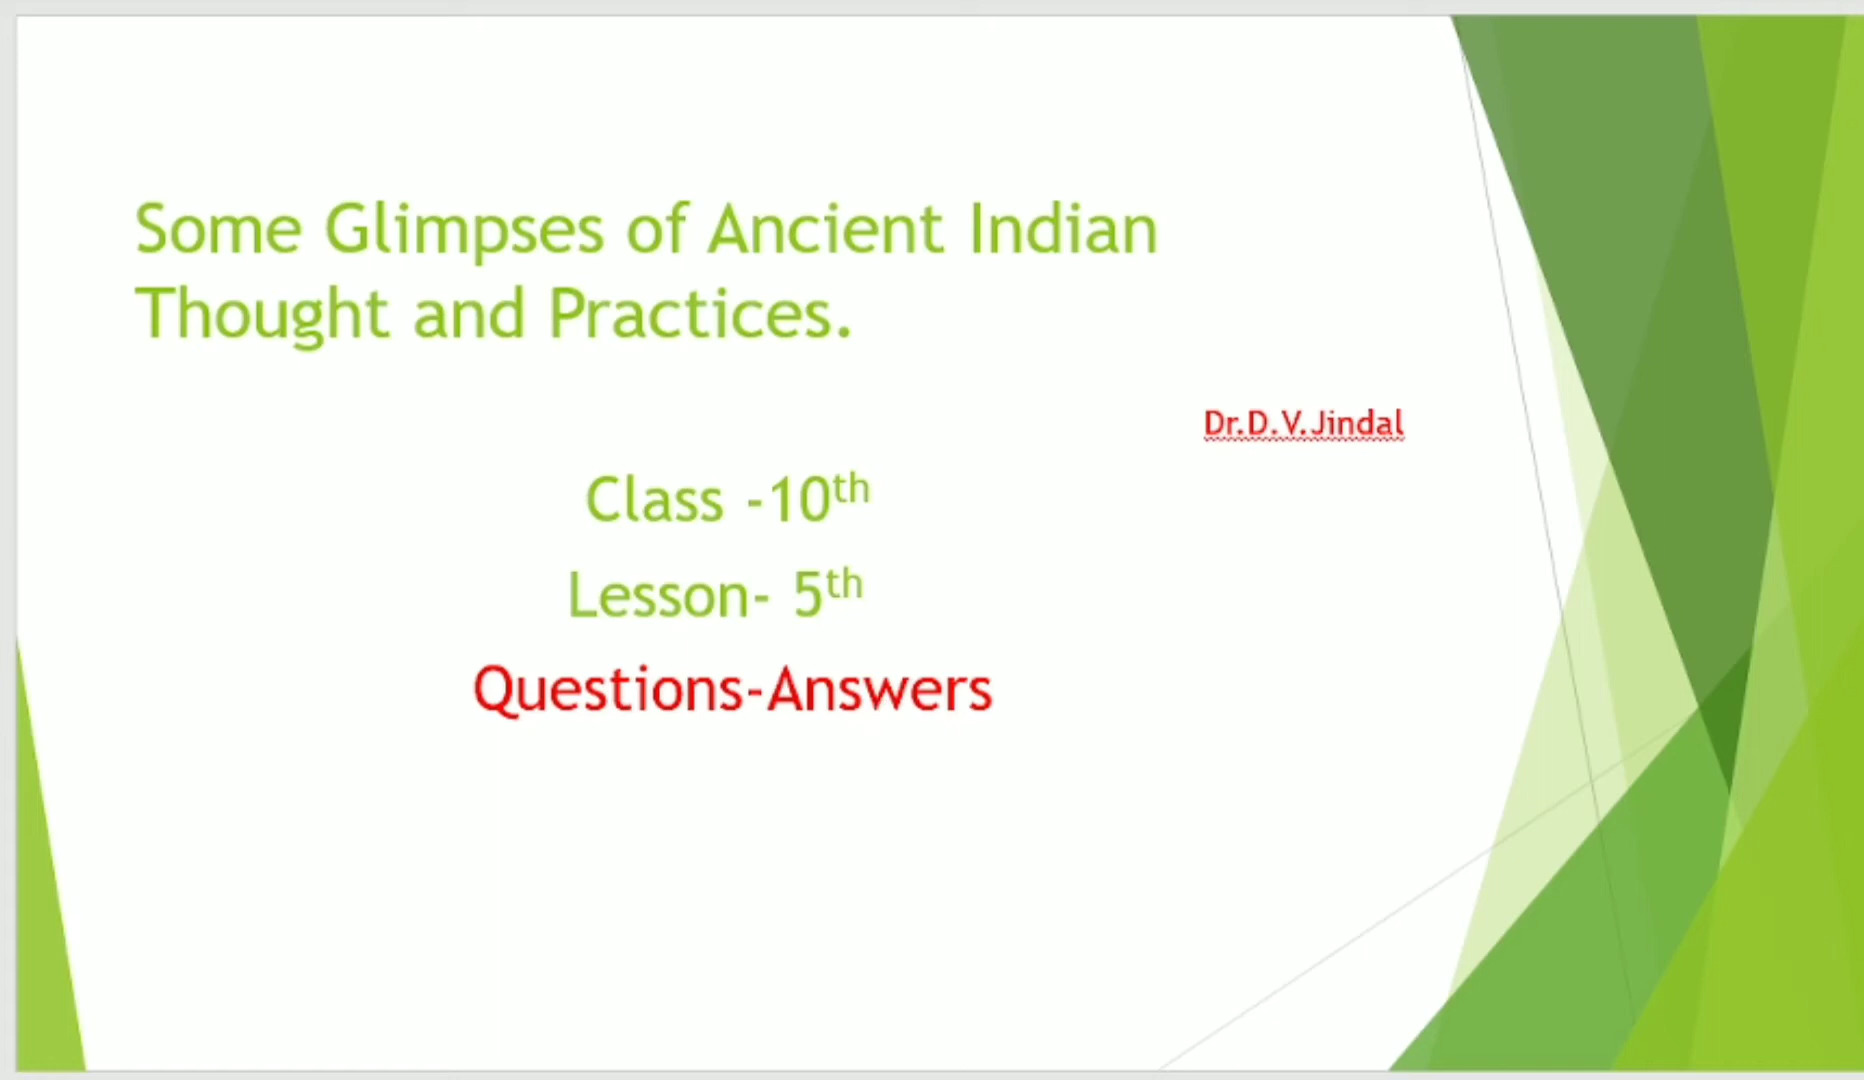 Some Glimpses of Ancient Indian
Thought and Practices.
Dr.D.V.Jindal
Class -10th
Lesson- 5th
Questions-Answers